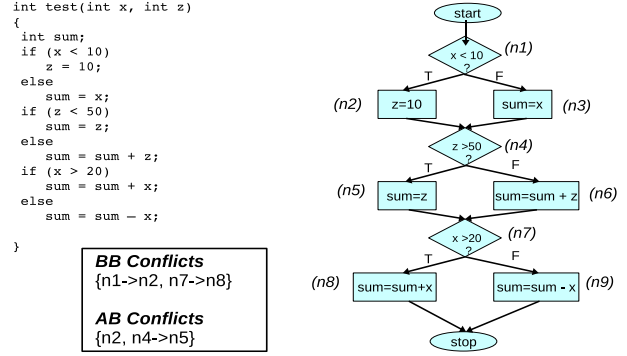 int test(int x, int z)
{
int sum;
if (x < 10)
z = 10;
else
sum = x;
if (z < 50)
sum = z;
else
sum = sum + z;
if (x > 20)
sum = sum + x;
else
sum = sum – x;
}
BB Conflicts
{n1->n2, n7->n8}
AB Conflicts
{n2, n4->n5}
start
x < 10
?
(n1)
T
F
(n2)
z=10
sum=x
(n3)
z >50
?
(n4)
T
F
(n5)
sum=z
sum=sum + z
(n6)
x >20
?
(n7)
T
F
(n8)
sum=sum+x
sum=sum - x
(n9)
stop